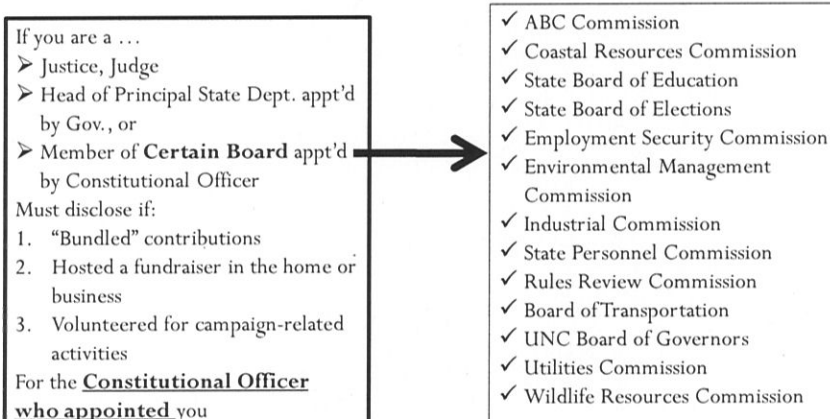 If you are a …
➢ Justice, Judge
➢ Head of Principal State Dept. appt’d
by Gov., or
➢ Member of Certain Board appt’d
by Constitutional Officer
Must disclose if:
1. “Bundled” contributions
2. Hosted a fundraiser in the home or
business
3. Volunteered for campaign-related
activities
For the Constitutional Officer
who appointed you
✓ ABC Commission
✓ Coastal Resources Commission
✓ State Board of Education
✓ State Board of Elections
✓ Employment Security Commission
✓ Environmental Management
Commission
✓ Industrial Commission
✓ State Personnel Commission
✓ Rules Review Commission
✓ Board of Transportation
✓ UNC Board of Governors
✓ Utilities Commission
✓ Wildlife Resources Commission